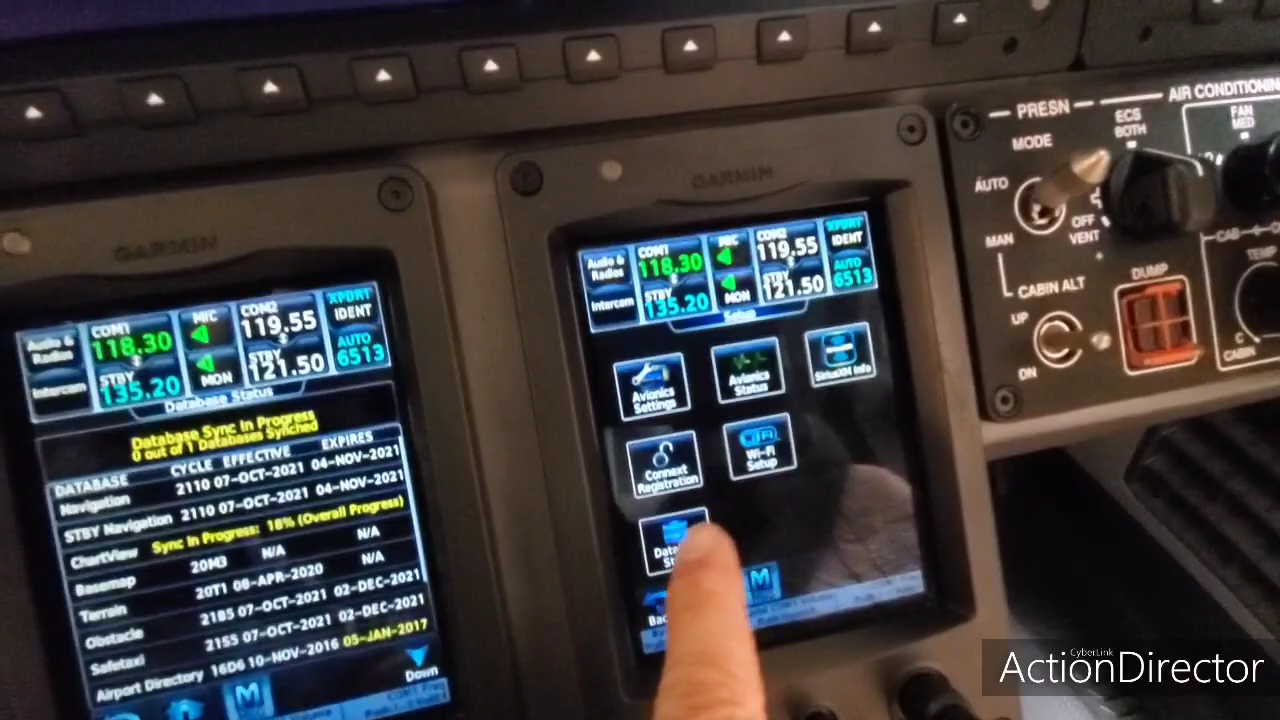 GARMIN
Audio & Radios
Intercom
COM1
118.30
STBY
135.20
MIC
MON
COM2
119.55
STBY
121.50
XPDR1
IDENT
AUTO
6513
Database Status
Database Sync In Progress
0 out of 1 Databases Synched
DATABASE CYCLE EFFECTIVE EXPIRES
Navigation 2110 07-OCT-2021 04-NOV-2021
STBY Navigation 2110 07-OCT-2021 04-NOV-2021
ChartView Sync in Progress: 18% (Overall Progress)
Basemap 20M3 N/A N/A
Terrain 20T1 08-APR-2020 N/A
Obstacle 2185 07-OCT-2021 02-DEC-2021
Safetaxi 2155 07-OCT-2021 02-DEC-2021
Airport Directory 16D6 10-NOV-2016 05-JAN-2017
Down
M
GARMIN
Audio & Radios
Intercom
COM1
118.30
STBY
135.20
MIC
MON
COM2
119.55
STBY
121.50
XPDR1
IDENT
AUTO
6513
Setup
Avionics Settings
Avionics Status
SiriusXM Info
Connext Registration
Wi-Fi Setup
M
PRESN
MODE
AUTO
MAN
CABIN ALT
UP
DN
ECS
BOTH
OFF
VENT
DUMP
AIR CONDITIONING
FAN
MED
CAB
TEMP
C
CABIN
CyberLink
ActionDirector